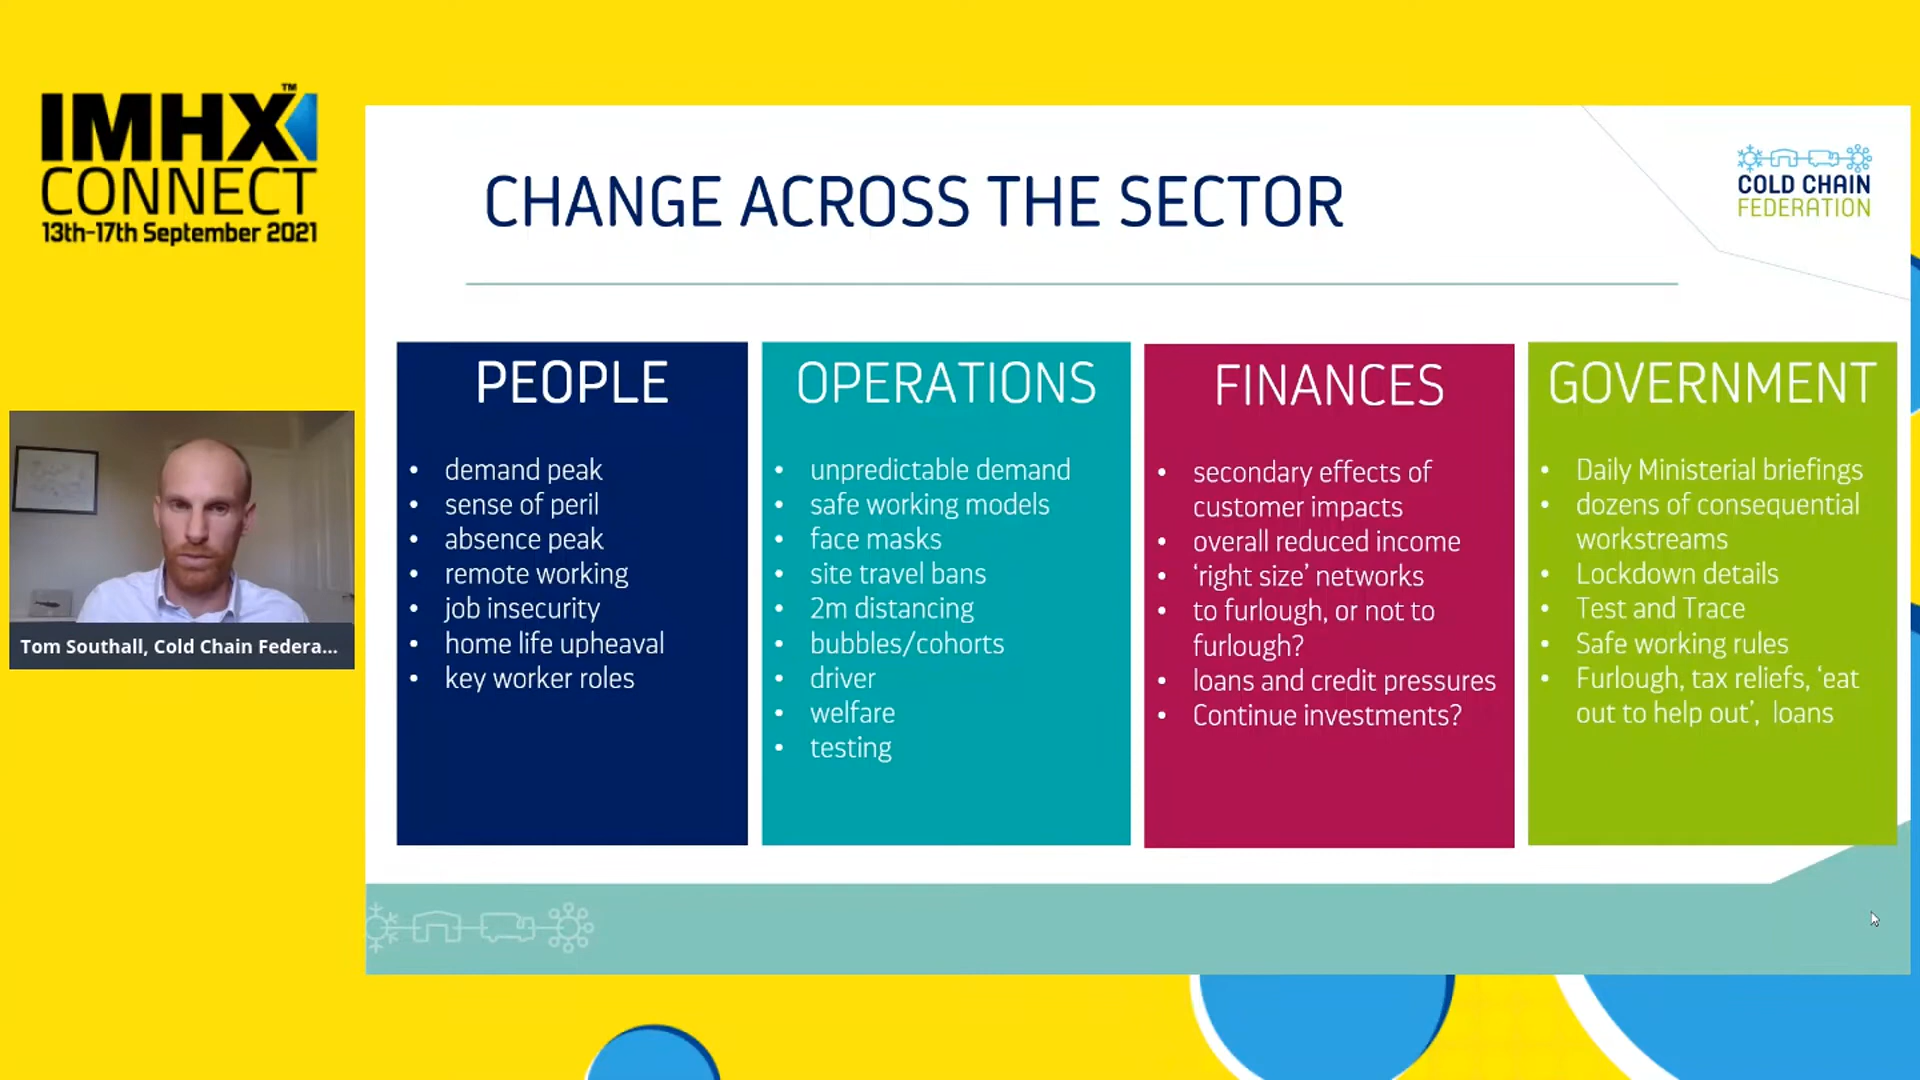 IMHX™
CONNECT
13th-17th September 2021
CHANGE ACROSS THE SECTOR
COLD CHAIN
FEDERATION
PEOPLE
• demand peak
• sense of peril
• absence peak
• remote working
• job insecurity
• home life upheaval
• key worker roles
OPERATIONS
• unpredictable demand
• safe working models
• face masks
• site travel bans
• 2m distancing
• bubbles/cohorts
• driver
• welfare
• testing
FINANCES
• secondary effects of
customer impacts
• overall reduced income
• ‘right size’ networks
• to furlough, or not to
furlough?
• loans and credit pressures
• Continue investments?
GOVERNMENT
• Daily Ministerial briefings
• dozens of consequential
workstreams
• Lockdown details
• Test and Trace
• Safe working rules
• Furlough, tax reliefs, ‘eat
out to help out’, loans
Tom Southall, Cold Chain Federa...